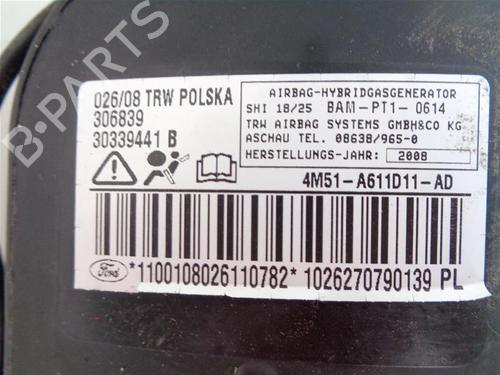 B-PARTS
026/08 TRW POLSKA
306839
30339441 B
AIRBAG-HYBRIDGASGENERATOR
SHI 18/25 BAM-PT1-0614
TRW AIRBAG SYSTEMS GMBH&CO KG
ASCHAU TEL. 08638/965-0
HERSTELLUNGS-JAHR: 2008
4M51-A611D11-AD
Ford
*1100108026110782* 1026270790139 PL